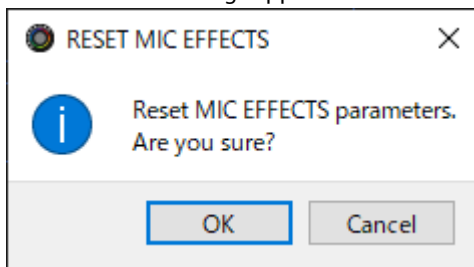 RESET MIC EFFECTS
Reset MIC EFFECTS parameters.
Are you sure?
OK
Cancel